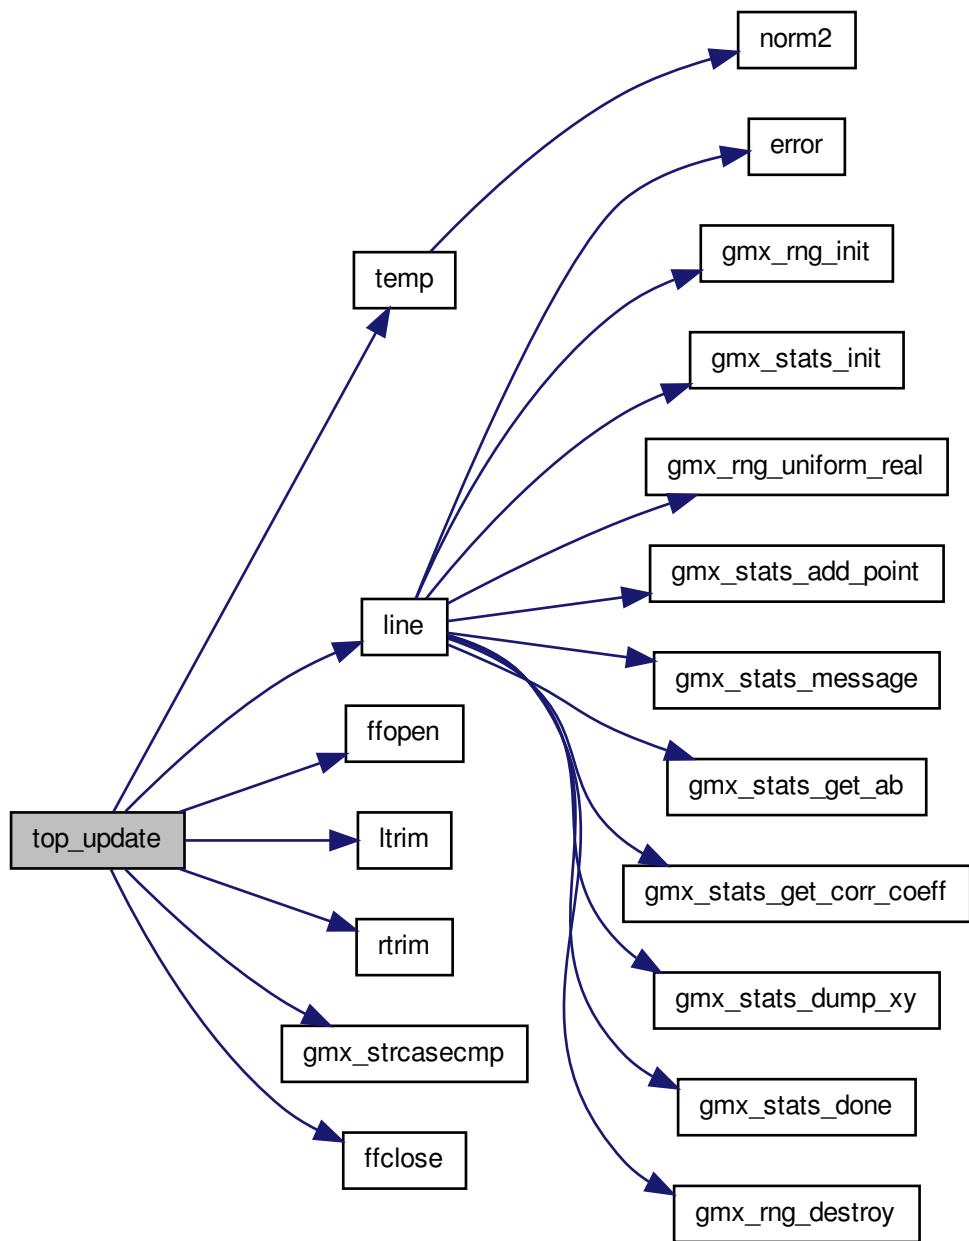 norm2
error
gmx_rng_init
temp
gmx_stats_init
gmx_rng_uniform_real
gmx_stats_add_point
line
gmx_stats_message
ffopen
gmx_stats_get_ab
top_update
ltrim
gmx_stats_get_corr_coeff
rtrim
gmx_stats_dump_xy
gmx_strcasecmp
gmx_stats_done
ffclose
gmx_rng_destroy